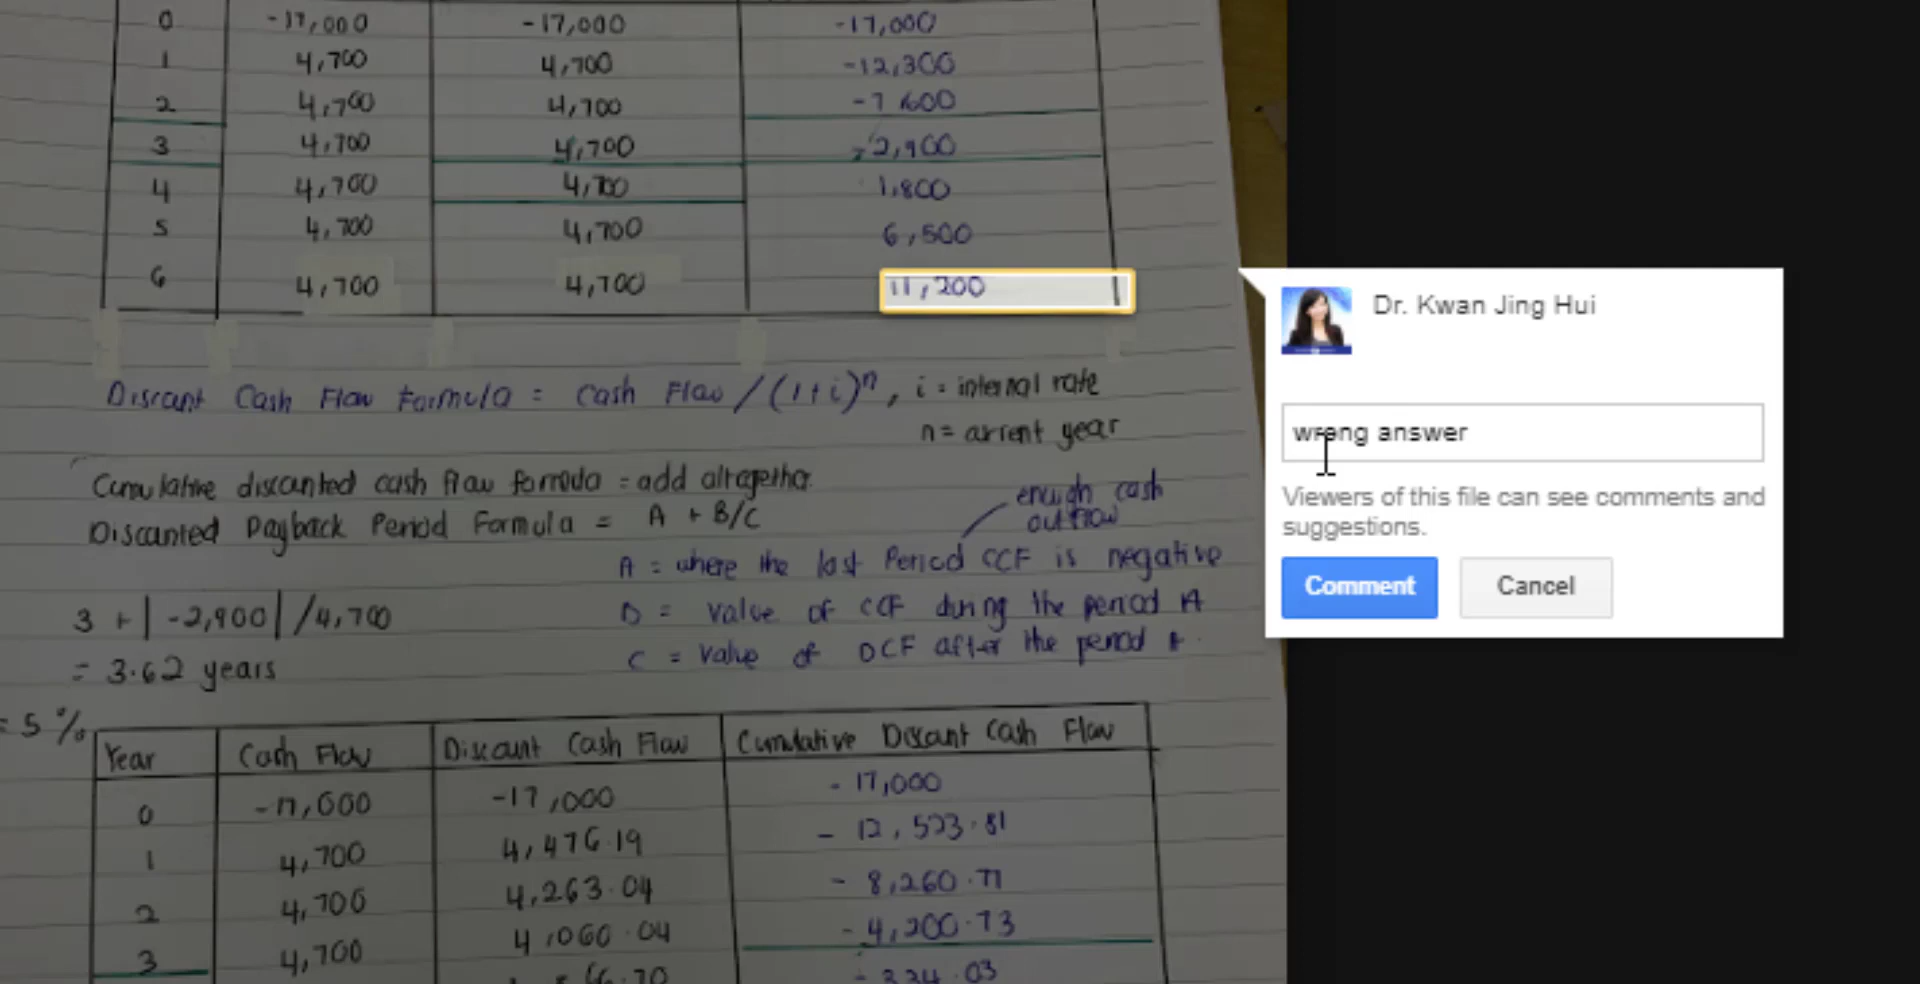 0 -17,000 -17,000 -17,000
1 4,700 4,700 -12,300
2 4,700 4,700 -7,600
3 4,700 4,700 -2,900
4 4,700 4,700 1,800
5 4,700 4,700 6,500
6 4,700 4,700 11,200
Discant Cash Flow Formula = Cash Flow / (1+i)^n, i = internal rate
n = current year
Cumulative discanted cash flow formula = add altogether
Discanted Payback Period Formula = A + B/C
enough cash
outflow
A = where the last Period CCF is negative
B = value of CCF during the period A
C = value of DCF after the period A
3 + |-2,900| /4,700
= 3.62 years
= 5 %
Year Cash Flow Discant Cash Flow Cumulative Discant Cash Flow
0 -17,000 -17,000 -17,000
1 4,700 4,476.19 - 12,523.81
2 4,700 4,263.04 - 8,260.77
3 4,700 4,060.04 - 4,200.73
- 334.03
Dr. Kwan Jing Hui
wrong answer
Viewers of this file can see comments and
suggestions.
Comment Cancel